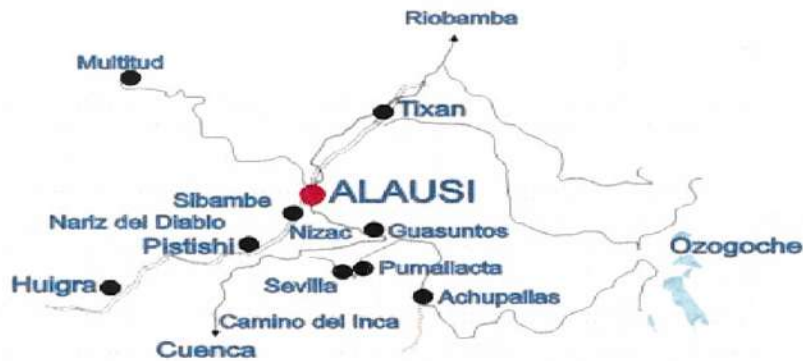 Riobamba
Multitud
Tixan
ALAUSI
Sibambe
Nariz del Diablo
Nizac
Guasuntos
Pistishi
Ozogoche
Huigra
Sevilla
Pumallacta
Achupallas
Camino del Inca
Cuenca